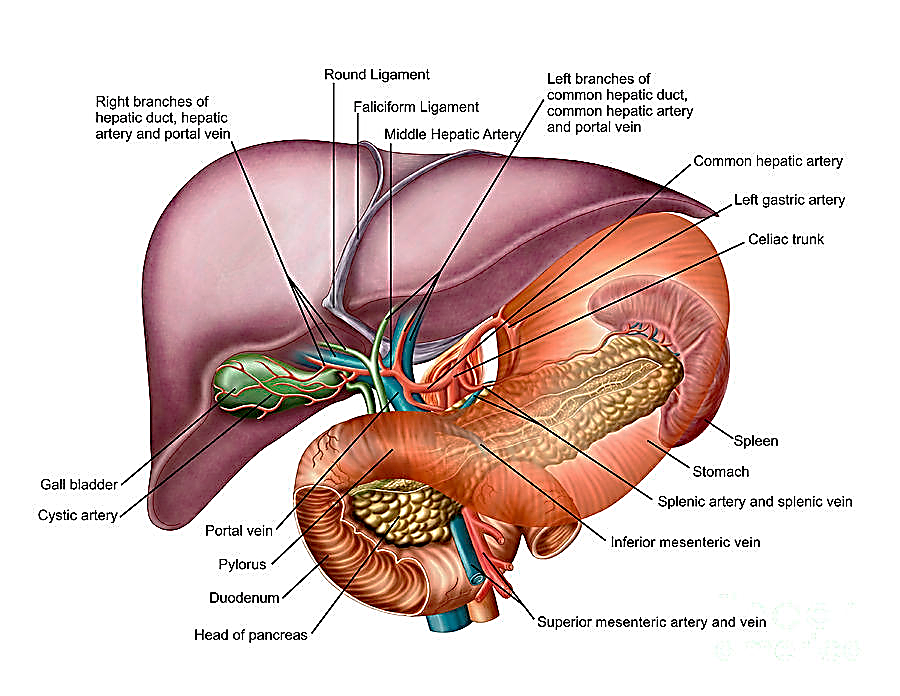 Round Ligament
Faliciform Ligament
Middle Hepatic Artery
Right branches of
hepatic duct, hepatic
artery and portal vein
Left branches of
common hepatic duct,
common hepatic artery
and portal vein
Common hepatic artery
Left gastric artery
Celiac trunk
Gall bladder
Cystic artery
Portal vein
Pylorus
Duodenum
Head of pancreas
Spleen
Stomach
Splenic artery and splenic vein
Inferior mesenteric vein
Superior mesenteric artery and vein